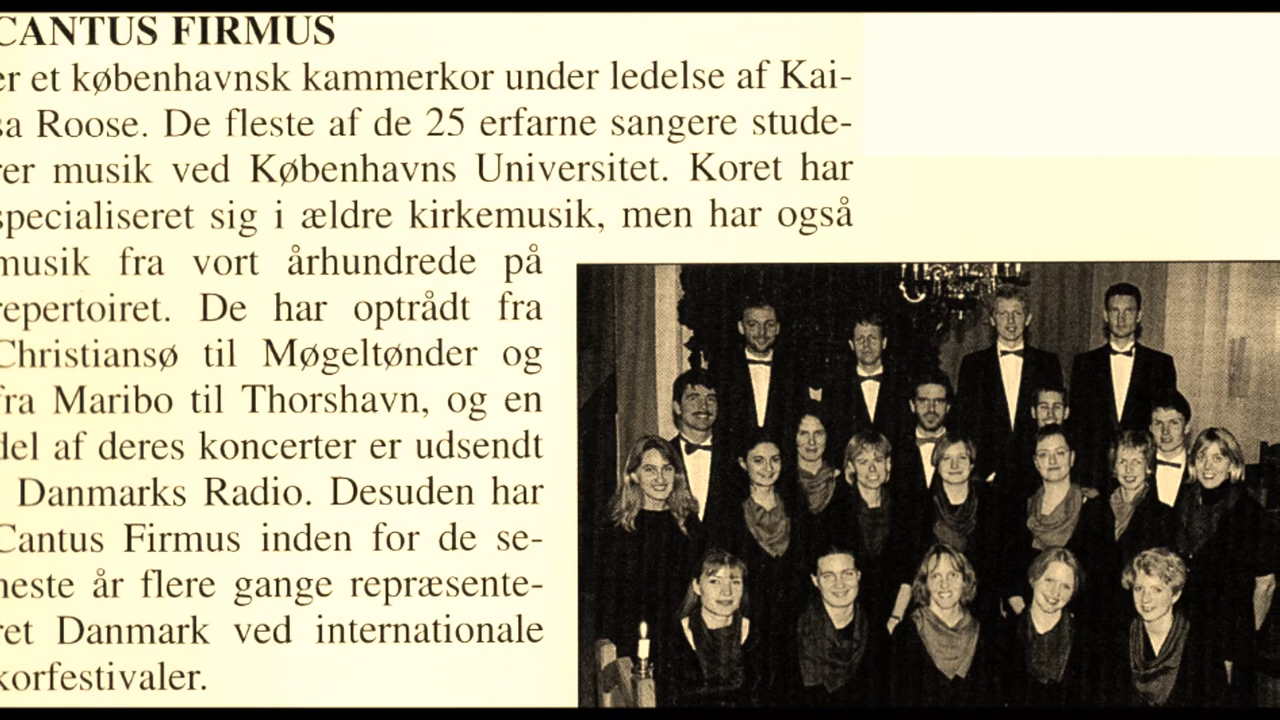 CANTUS FIRMUS
er et københavnsk kammerkor under ledelse af Kai-
sa Roose. De fleste af de 25 erfarne sangere stude-
rer musik ved Københavns Universitet. Koret har
specialiseret sig i ældre kirkemusik, men har også
musik fra vort århundrede på
repertoiret. De har optrådt fra
Christiansø til Møgeltønder og
fra Maribo til Thorshavn, og en
del af deres koncerter er udsendt
Danmarks Radio. Desuden har
Cantus Firmus inden for de se-
neste år flere gange repræsente-
ret Danmark ved internationale
korfestivaler.